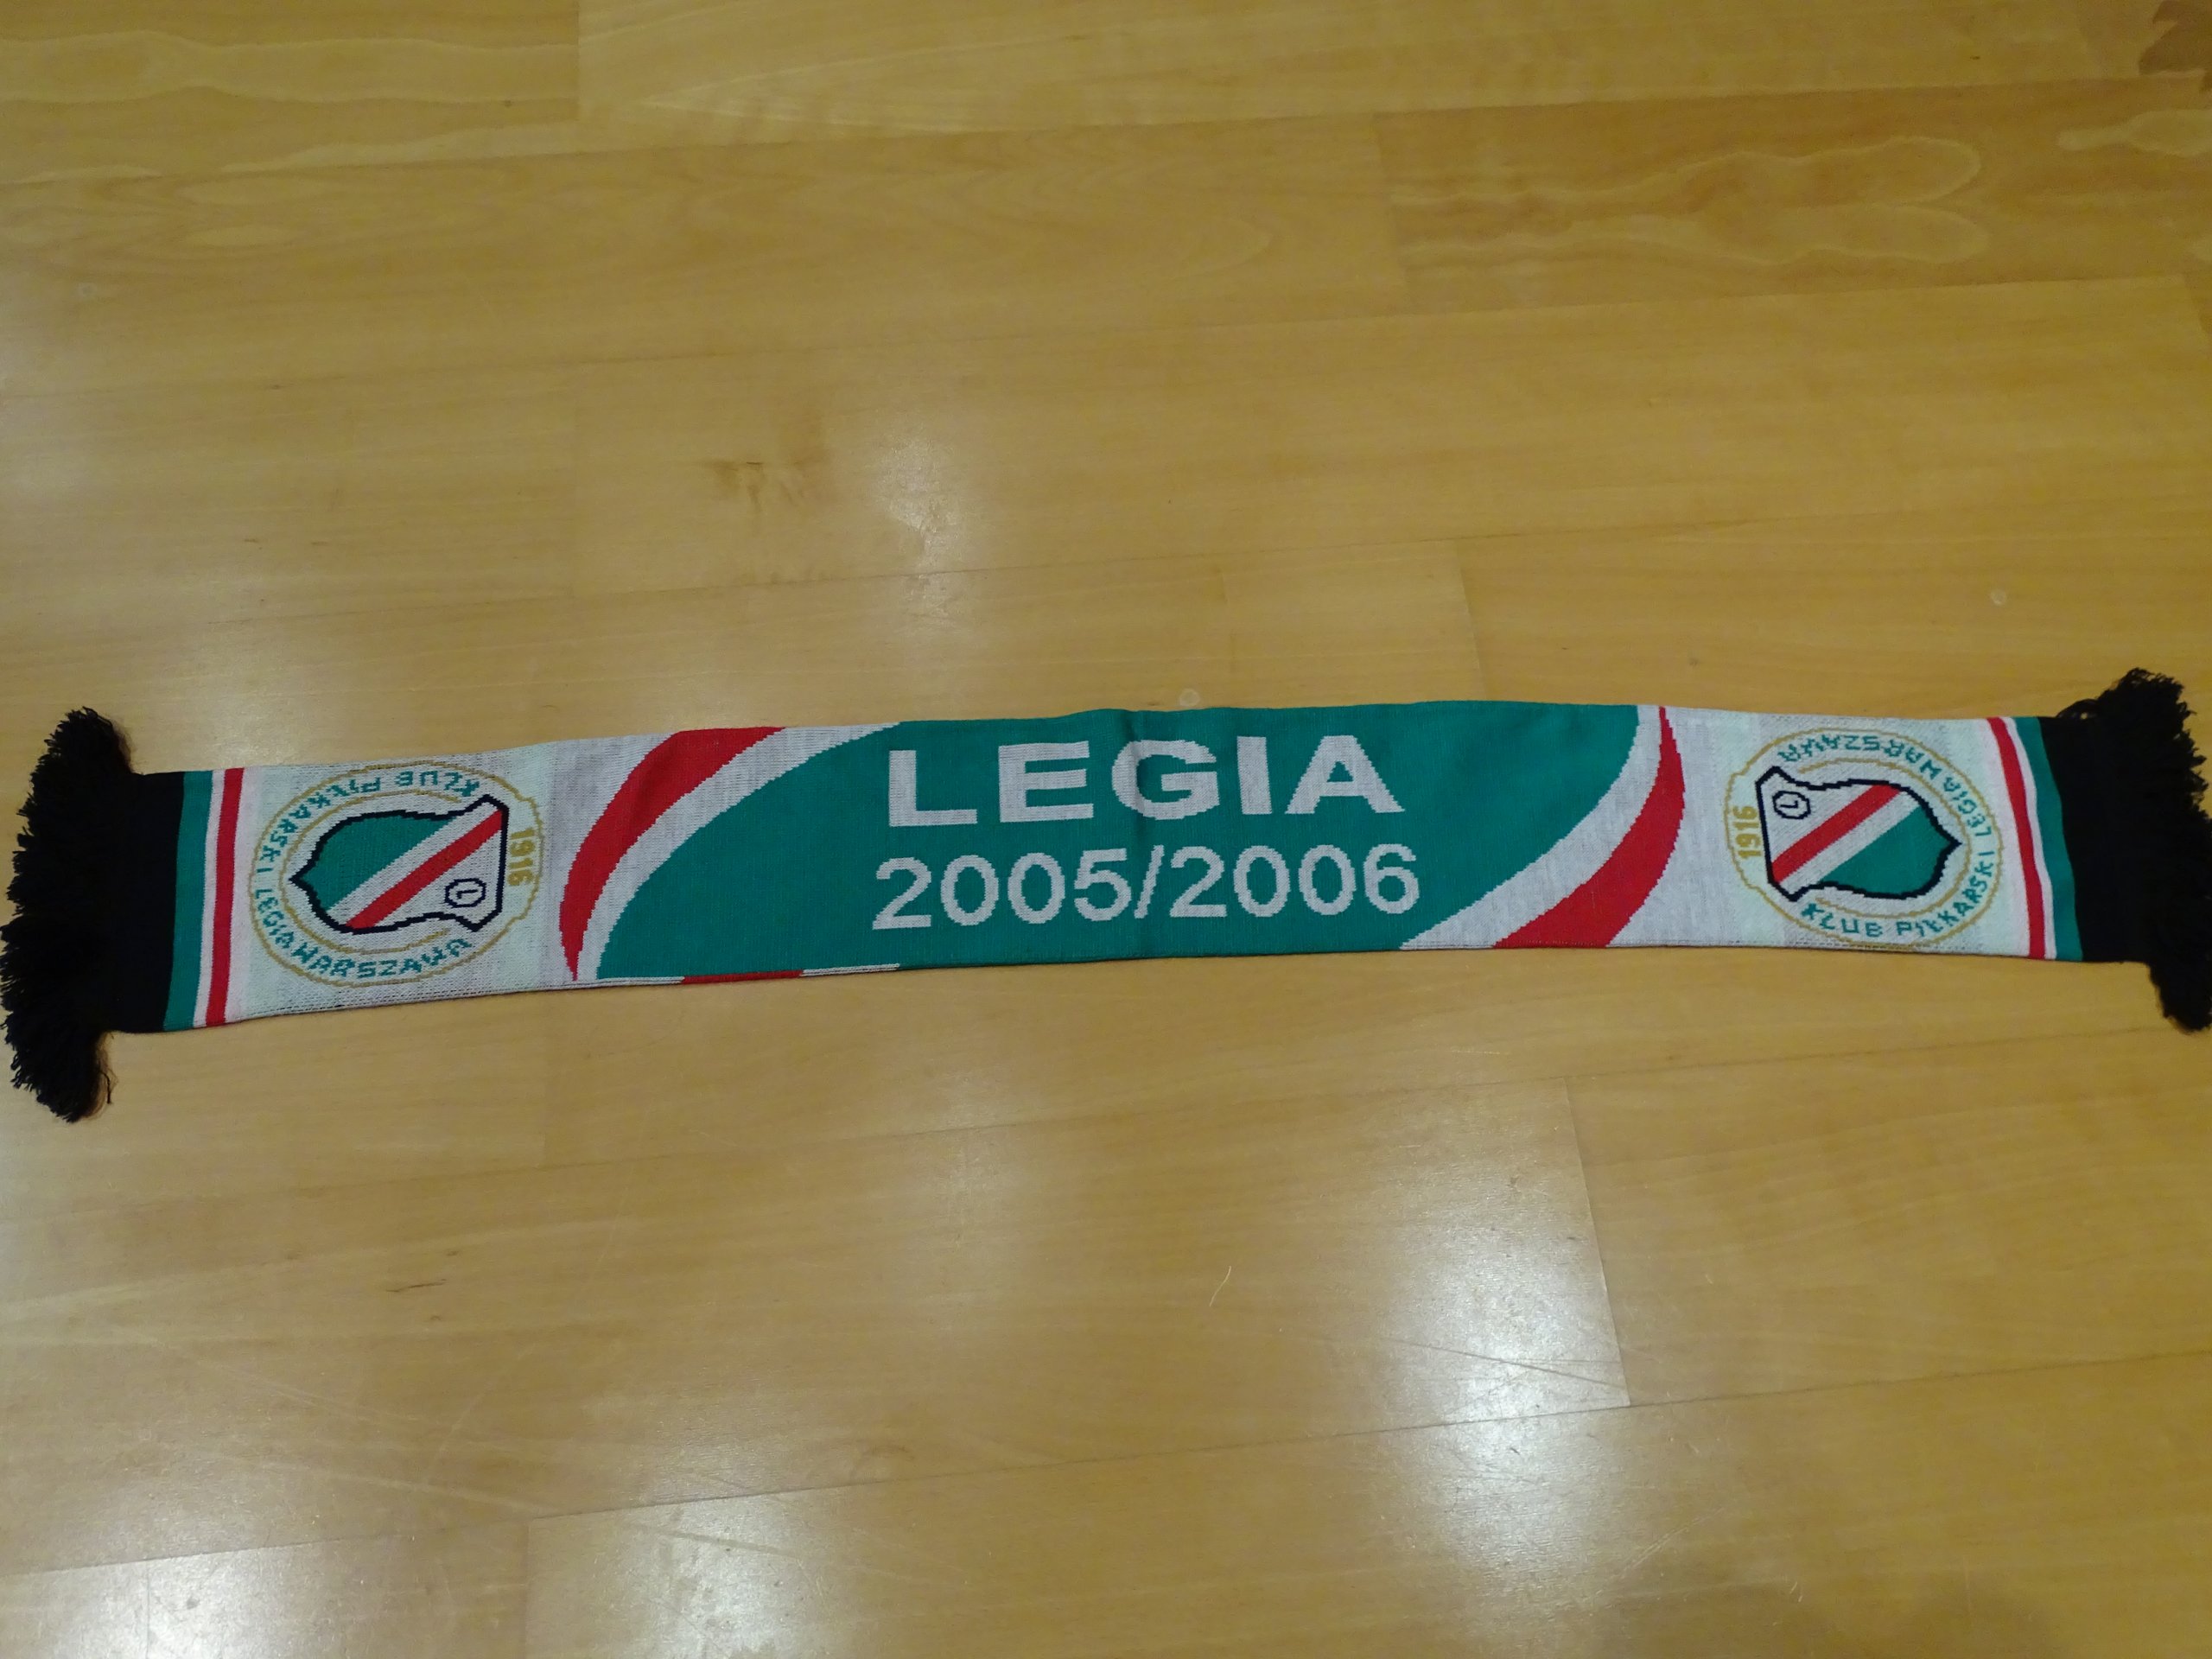 KLUB PIŁKARSKI LEGIA WARSZAWA
1916
L
LEGIA
2005/2006
1916
L
KLUB PIŁKARSKI LEGIA WARSZAWA